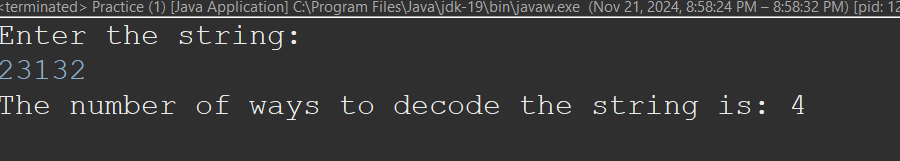 <terminated> Practice (1) [Java Application] C:\Program Files\Java\jdk-19\bin\javaw.exe (Nov 21, 2024, 8:58:24 PM – 8:58:32 PM) [pid: 12
Enter the string:
23132
The number of ways to decode the string is: 4